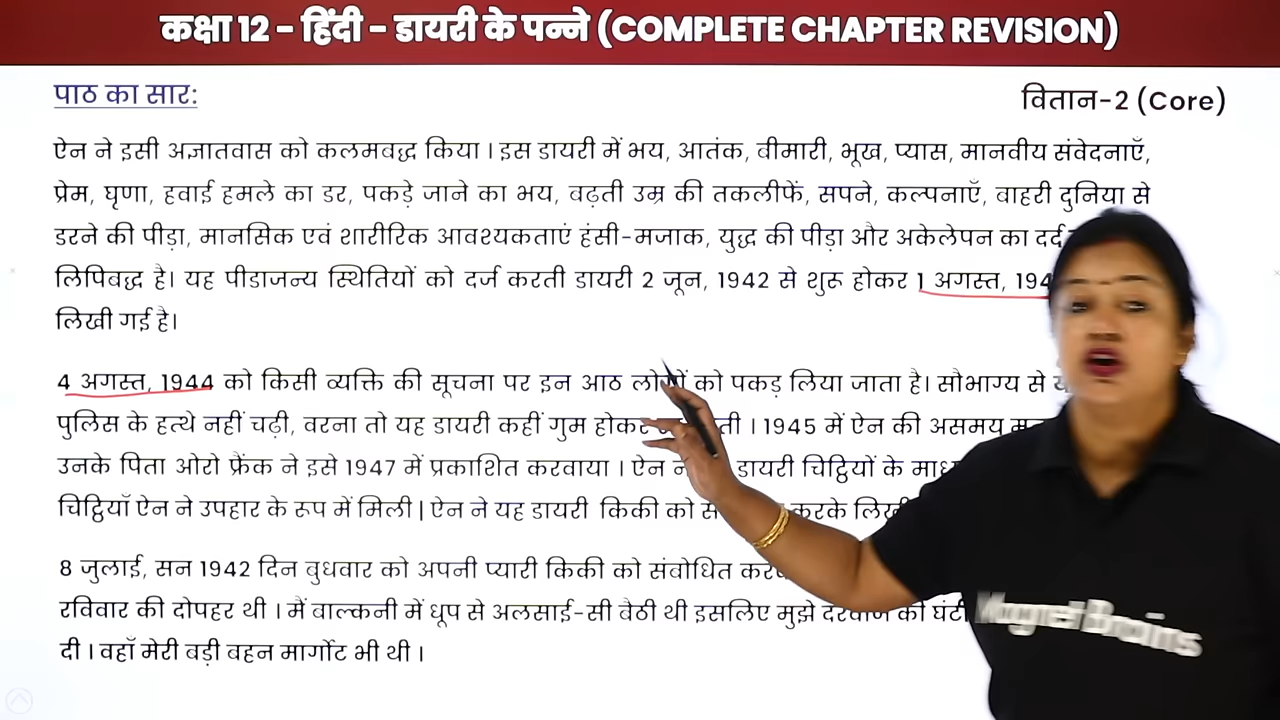 कक्षा 12 - हिंदी - डायरी के पन्ने (COMPLETE CHAPTER REVISION)
पाठ का सार:
वितान-2 (Core)
ऐन ने इसी अज्ञातवास को कलमबद्ध किया । इस डायरी में भय, आतंक, बीमारी, भूख, प्यास, मानवीय संवेदनाएँ,
प्रेम, घृणा, हवाई हमले का डर, पकड़े जाने का भय, बढ़ती उम्र की तकलीफें, सपने, कल्पनाएँ, बाहरी दुनिया से
डरने की पीड़ा, मानसिक एवं शारीरिक आवश्यकताएं हंसी-मजाक, युद्ध की पीड़ा और अकेलेपन का दर्द
लिपिबद्ध है। यह पीडाजन्य स्थितियों को दर्ज करती डायरी 2 जून, 1942 से शुरू होकर 1 अगस्त,
लिखी गई है।
4 अगस्त, 1944 को किसी व्यक्ति की सूचना पर इन आठ लोगों को पकड़ लिया जाता है। सौभाग्य से
पुलिस के हत्थे नहीं चढ़ी, वरना तो यह डायरी कहीं गुम होकर । 1945 में ऐन की असमय
उनके पिता ओरो फ्रैंक ने इसे 1947 में प्रकाशित करवाया । ऐन डायरी चिट्ठियों के
चिट्ठियाँ ऐन ने उपहार के रूप में मिली | ऐन ने यह डायरी किकी को करके
8 जुलाई, सन 1942 दिन वुधवार को अपनी प्यारी किकी को संवोधित
रविवार की दोपहर थी । मैं बाल्कनी में धूप से अलसाई-सी बैठी थी इसलिए मुझे की घंटी
दी । वहाँ मेरी बड़ी बहन मार्गोट भी थी ।
Magnet Brains